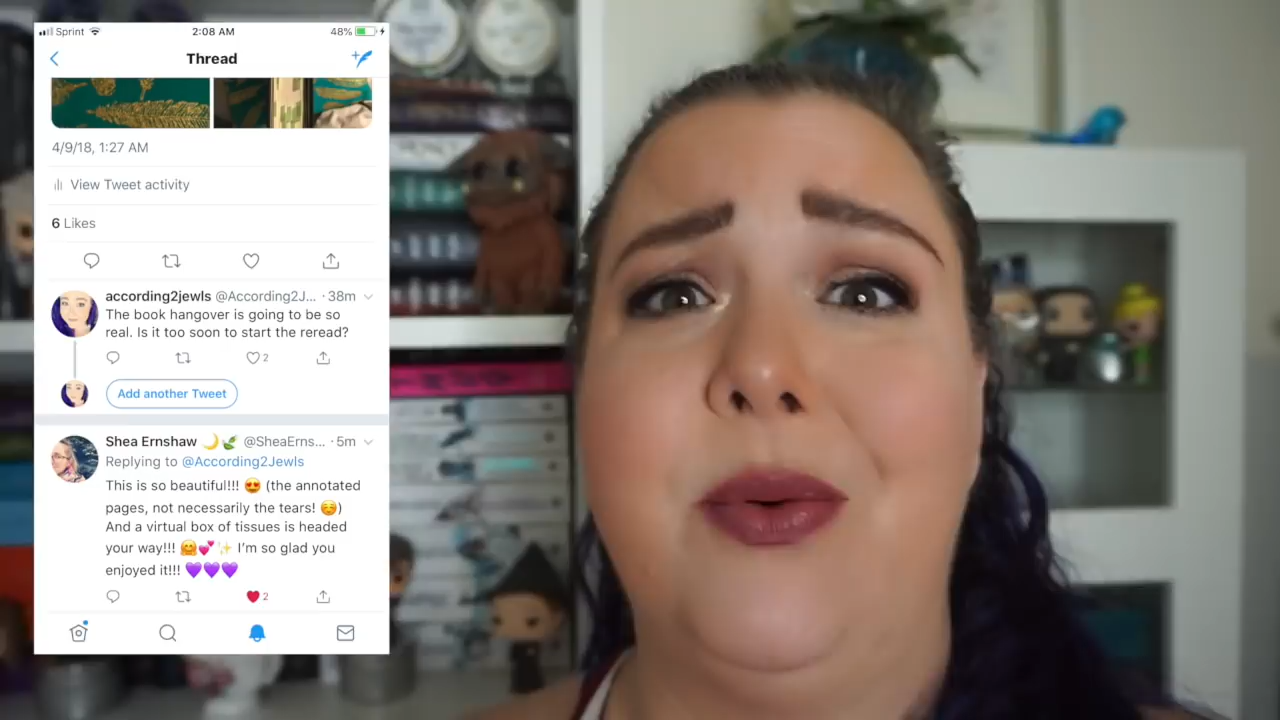 Sprint 2:08 AM 48%
Thread
4/9/18, 1:27 AM
View Tweet activity
6 Likes
according2jewls @According2J... · 38m
The book hangover is going to be so
real. Is it too soon to start the reread?
2
Add another Tweet
Shea Ernshaw 🌙🌿 @SheaErns... · 5m
Replying to @According2Jewls
This is so beautiful!!! 😍 (the annotated
pages, not necessarily the tears! ☺️)
And a virtual box of tissues is headed
your way!!! 🤗💕✨ I'm so glad you
enjoyed it!!! 💜💜💜
2